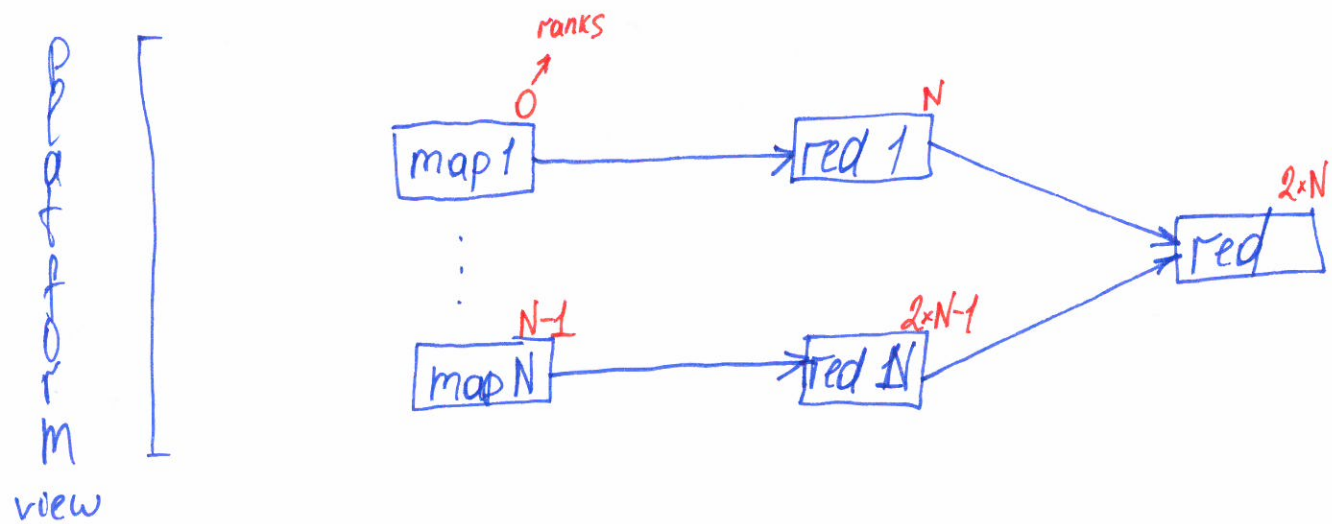 platform
view
ranks
0
map 1
N
red 1
2×N
red
N-1
map N
2×N-1
red N